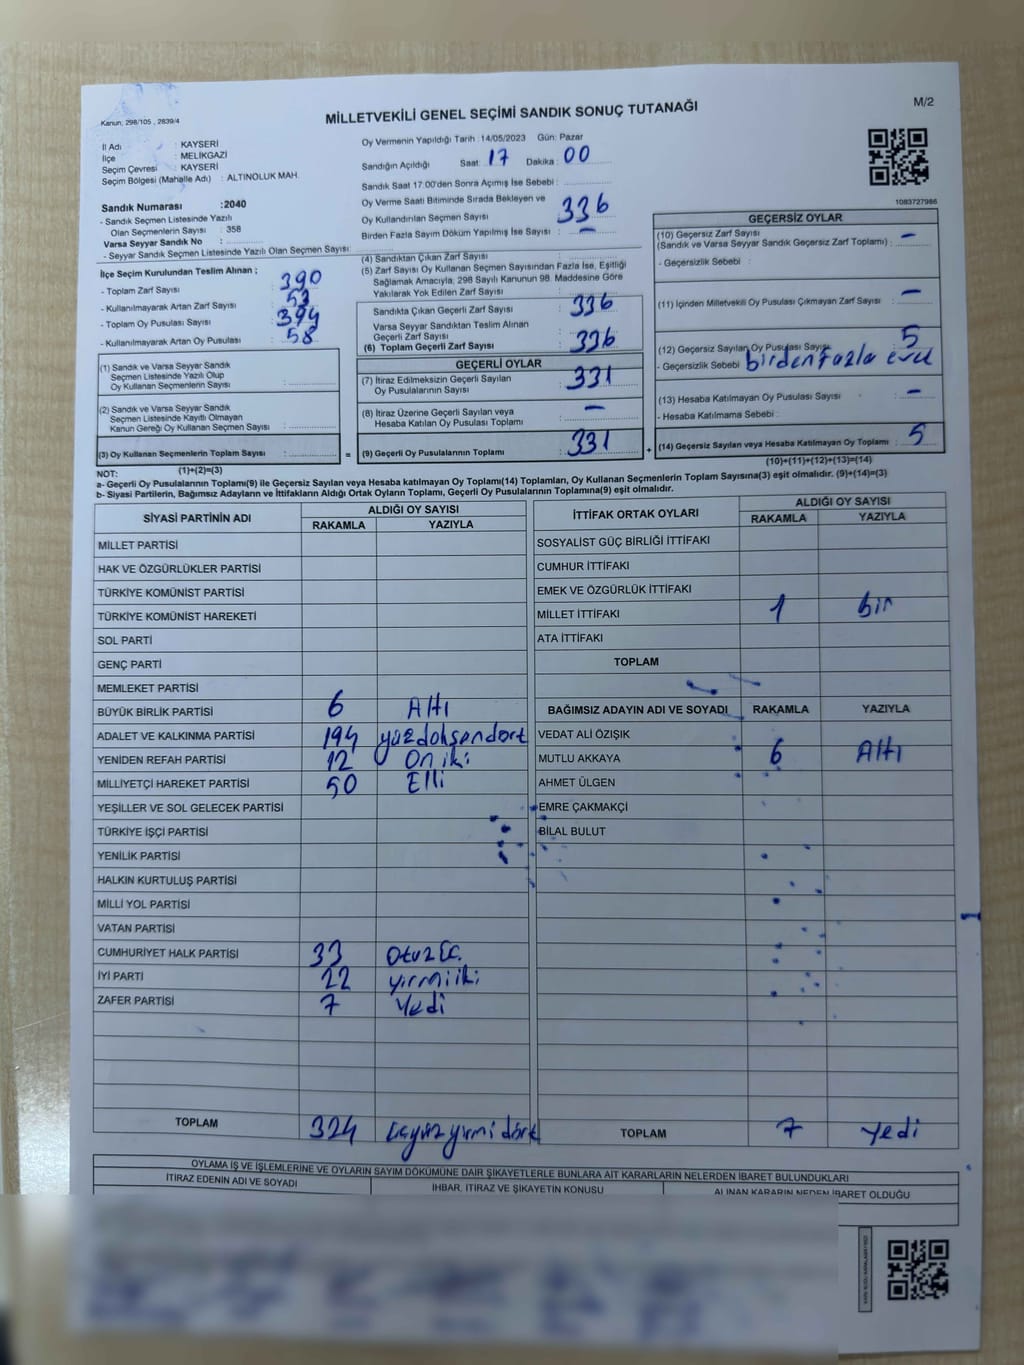 Kanun, 298/105 , 2839/4
MİLLETVEKİLİ GENEL SEÇİMİ SANDIK SONUÇ TUTANAĞI
M/2
İl Adı : KAYSERİ
İlçe : MELİKGAZİ
Seçim Çevresi : KAYSERİ
Seçim Bölgesi (Mahalle Adı) : ALTINOLUK MAH.
Sandık Numarası :2040
- Sandık Seçmen Listesinde Yazılı
Olan Seçmenlerin Sayısı : 358
Varsa Seyyar Sandık No :
- Seyyar Sandık Seçmen Listesinde Yazılı Olan Seçmen Sayısı:
Oy Vermenin Yapıldığı Tarih :14/05/2023 Gün: Pazar
Sandığın Açıldığı Saat: 17 Dakika : 00
Sandık Saat 17.00'den Sonra Açımış İse Sebebi :
Oy Verme Saati Bitiminde Sırada Bekleyen ve
Oy Kullandırılan Seçmen Sayısı : 336
Birden Fazla Sayım Döküm Yapılmış İse Sayısı : –
1083727986
İlçe Seçim Kurulundan Teslim Alınan ;
- Toplam Zarf Sayısı : 390
- Kullanılmayarak Artan Zarf Sayısı : 53
- Toplam Oy Pusulası Sayısı : 394
- Kullanılmayarak Artan Oy Pusulası : 58
(1) Sandık ve Varsa Seyyar Sandık
Seçmen Listesinde Yazılı Olup
Oy Kullanan Seçmenlerin Sayısı :
(2) Sandık ve Varsa Seyyar Sandık
Seçmen Listesinde Kayıtlı Olmayan
Kanun Gereği Oy Kullanan Seçmen Sayısı :
(3) Oy Kullanan Seçmenlerin Toplam Sayısı :
(1)+(2)=(3)
(4) Sandıktan Çıkan Zarf Sayısı :
(5) Zarf Sayısı Oy Kullanan Seçmen Sayısından Fazla İse, Eşitliği
Sağlamak Amacıyla, 298 Sayılı Kanunun 98. Maddesine Göre
Yakılarak Yok Edilen Zarf Sayısı :
Sandıkta Çıkan Geçerli Zarf Sayısı : 336
Varsa Seyyar Sandıktan Teslim Alınan
Geçerli Zarf Sayısı :
(6) Toplam Geçerli Zarf Sayısı : 336
GEÇERLİ OYLAR
(7) İtiraz Edilmeksizin Geçerli Sayılan
Oy Pusulalarının Sayısı : 331
(8) İtiraz Üzerine Geçerli Sayılan veya
Hesaba Katılan Oy Pusulası Toplamı : –
= (9) Geçerli Oy Pusulalarının Toplamı : 331 +
GEÇERSİZ OYLAR
(10) Geçersiz Zarf Sayısı
(Sandık ve Varsa Seyyar Sandık Geçersiz Zarf Toplamı) : –
- Geçersizlik Sebebi :
(11) İçinden Milletvekili Oy Pusulası Çıkmayan Zarf Sayısı : –
(12) Geçersiz Sayılan Oy Pusulası Sayısı : 5
- Geçersizlik Sebebi : birden fazla evet
(13) Hesaba Katılmayan Oy Pusulası Sayısı : –
- Hesaba Katılmama Sebebi :
(14) Geçersiz Sayılan veya Hesaba Katılmayan Oy Toplamı : 5
(10)+(11)+(12)+(13)=(14)
NOT:
a- Geçerli Oy Pusulalarının Toplamı(9) ile Geçersiz Sayılan veya Hesaba katılmayan Oy Toplamı(14) Toplamları, Oy Kullanan Seçmenlerin Toplam Sayısına(3) eşit olmalıdır. (9)+(14)=(3)
b- Siyasi Partilerin, Bağımsız Adayların ve İttifakların Aldığı Ortak Oyların Toplamı, Geçerli Oy Pusulalarının Toplamına(9) eşit olmalıdır.
SİYASİ PARTİNİN ADI ALDIĞI OY SAYISI
RAKAMLA YAZIYLA
MİLLET PARTİSİ
HAK VE ÖZGÜRLÜKLER PARTİSİ
TÜRKİYE KOMÜNİST PARTİSİ
TÜRKİYE KOMÜNİST HAREKETİ
SOL PARTİ
GENÇ PARTİ
MEMLEKET PARTİSİ
BÜYÜK BİRLİK PARTİSİ 6 Altı
ADALET VE KALKINMA PARTİSİ 194 yüzdoksandört
YENİDEN REFAH PARTİSİ 12 Oniki
MİLLİYETÇİ HAREKET PARTİSİ 50 Elli
YEŞİLLER VE SOL GELECEK PARTİSİ
TÜRKİYE İŞÇİ PARTİSİ
YENİLİK PARTİSİ
HALKIN KURTULUŞ PARTİSİ
MİLLİ YOL PARTİSİ
VATAN PARTİSİ
CUMHURİYET HALK PARTİSİ 33 Otuz üç
İYİ PARTİ 22 yirmiiki
ZAFER PARTİSİ 7 Yedi
TOPLAM 324 üçyüzyirmidört
İTTİFAK ORTAK OYLARI ALDIĞI OY SAYISI
RAKAMLA YAZIYLA
SOSYALİST GÜÇ BİRLİĞİ İTTİFAKI
CUMHUR İTTİFAKI
EMEK VE ÖZGÜRLÜK İTTİFAKI
MİLLET İTTİFAKI 1 bir
ATA İTTİFAKI
TOPLAM
BAĞIMSIZ ADAYIN ADI VE SOYADI RAKAMLA YAZIYLA
VEDAT ALİ ÖZIŞIK
MUTLU AKKAYA 6 Altı
AHMET ÜLGEN
EMRE ÇAKMAKÇİ
BİLAL BULUT
TOPLAM 7 Yedi
OYLAMA İŞ VE İŞLEMLERİNE VE OYLARIN SAYIM DÖKÜMÜNE DAİR ŞİKAYETLERLE BUNLARA AİT KARARLARIN NELERDEN İBARET BULUNDUKLARI
İTİRAZ EDENİN ADI VE SOYADI İHBAR, İTİRAZ VE ŞİKAYETİN KONUSU ALINAN KARARIN NEDEN İBARET OLDUĞU